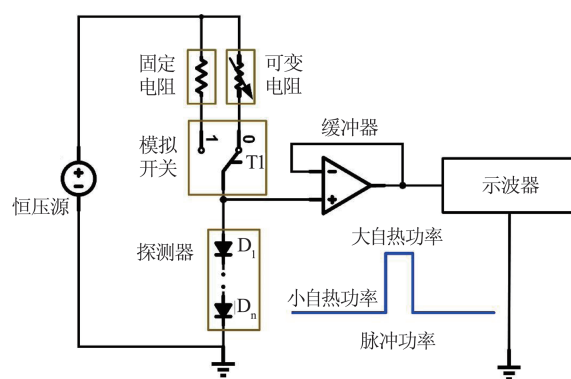 固定
电阻
可变
电阻
模拟
开关
1
0
T1
缓冲器
恒压源
示波器
探测器
D1
Dn
大自热功率
小自热功率
脉冲功率